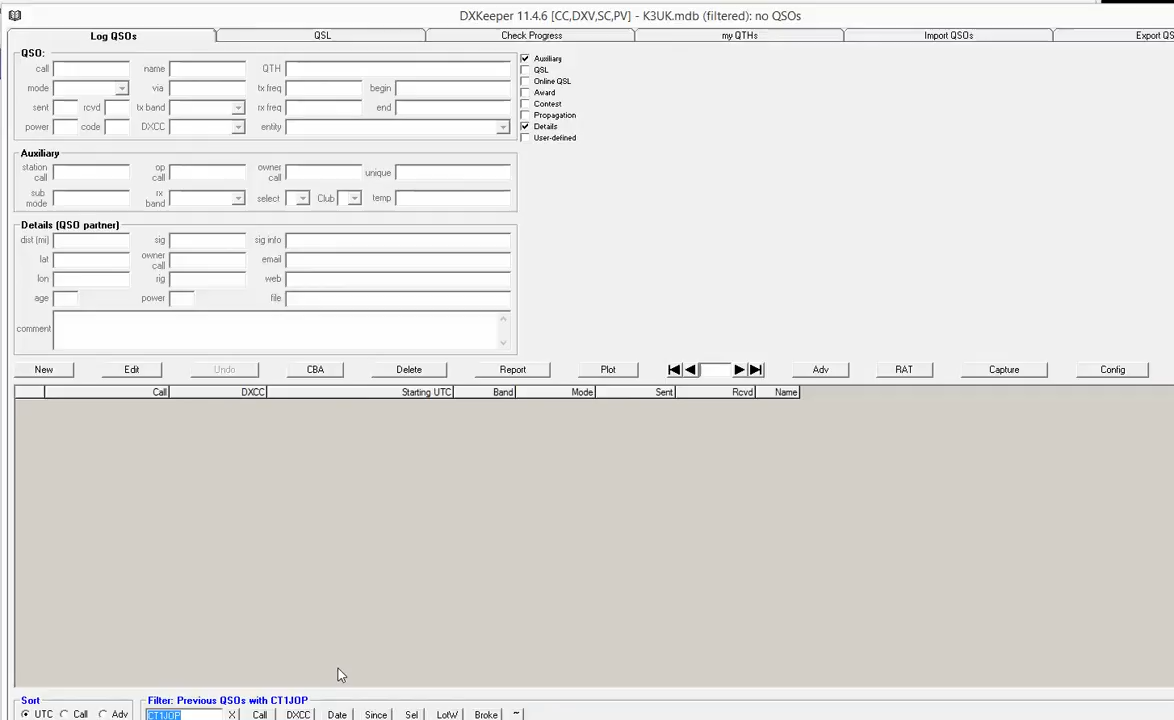 DXKeeper 11.4.6 [CC,DXV,SC,PV] - K3UK.mdb (filtered): no QSOs
Log QSOs QSL Check Progress my QTHs Import QSOs Export QS
QSO:
call name QTH
mode via tx freq begin
sent rcvd tx band rx freq end
power code DXCC entity
Auxiliary
QSL
Online QSL
Award
Contest
Propagation
Details
User-defined
Auxiliary
station call op call owner call unique
sub mode rx band select Club temp
Details (QSO partner)
dist (mi) sig sig info
lat owner call email
lon rig web
age power file
comment
New Edit Undo CBA Delete Report Plot Adv RAT Capture Config
Call DXCC Starting UTC Band Mode Sent Rcvd Name
Sort
UTC Call Adv
Filter: Previous QSOs with CT1JOP
CT1JOP X Call DXCC Date Since Sel LotW Broke ~